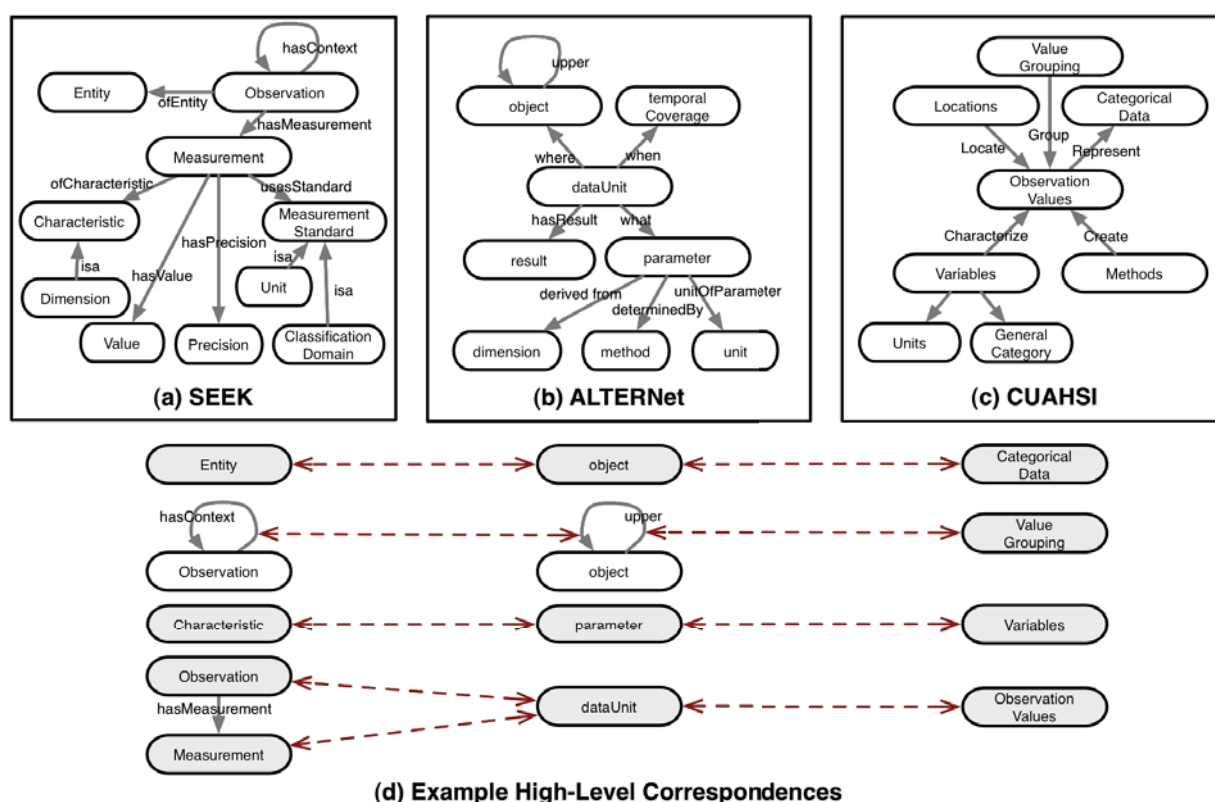 hasContext
Entity
ofEntity
Observation
hasMeasurement
Measurement
ofCharacteristic
usesStandard
Characteristic
Measurement
Standard
hasPrecision
isa
isa
hasValue
Unit
isa
Dimension
Value
Precision
Classification
Domain
(a) SEEK
upper
object
temporal
Coverage
where
when
dataUnit
hasResult
what
result
parameter
derived from
unitOfParameter
determinedBy
dimension
method
unit
(b) ALTERNet
Value
Grouping
Locations
Categorical
Data
Group
Locate
Represent
Observation
Values
Characterize
Create
Variables
Methods
Units
General
Category
(c) CUAHSI
Entity
object
Categorical
Data
hasContext
upper
Value
Grouping
Observation
object
Characteristic
parameter
Variables
Observation
hasMeasurement
dataUnit
Observation
Values
Measurement
(d) Example High-Level Correspondences